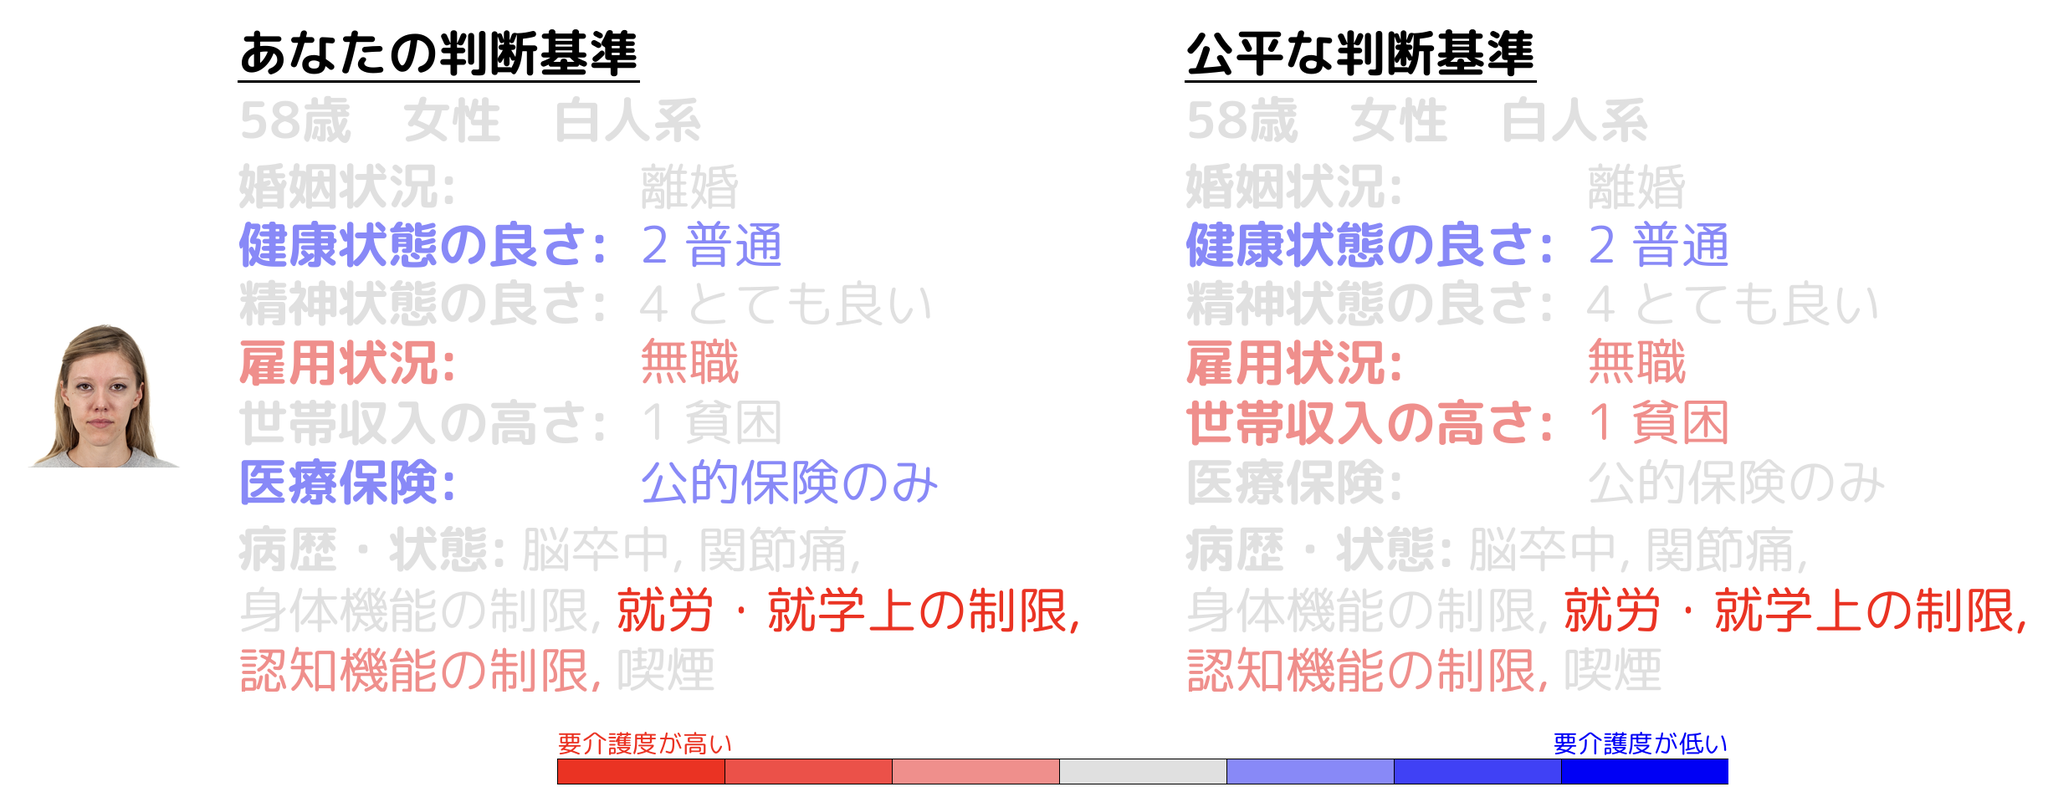 あなたの判断基準
58歳　女性　白人系
婚姻状況: 離婚
健康状態の良さ: 2 普通
精神状態の良さ: 4 とても良い
雇用状況: 無職
世帯収入の高さ: 1 貧困
医療保険: 公的保険のみ
病歴・状態: 脳卒中, 関節痛,
身体機能の制限, 就労・就学上の制限,
認知機能の制限, 喫煙
公平な判断基準
58歳　女性　白人系
婚姻状況: 離婚
健康状態の良さ: 2 普通
精神状態の良さ: 4 とても良い
雇用状況: 無職
世帯収入の高さ: 1 貧困
医療保険: 公的保険のみ
病歴・状態: 脳卒中, 関節痛,
身体機能の制限, 就労・就学上の制限,
認知機能の制限, 喫煙
要介護度が高い
要介護度が低い